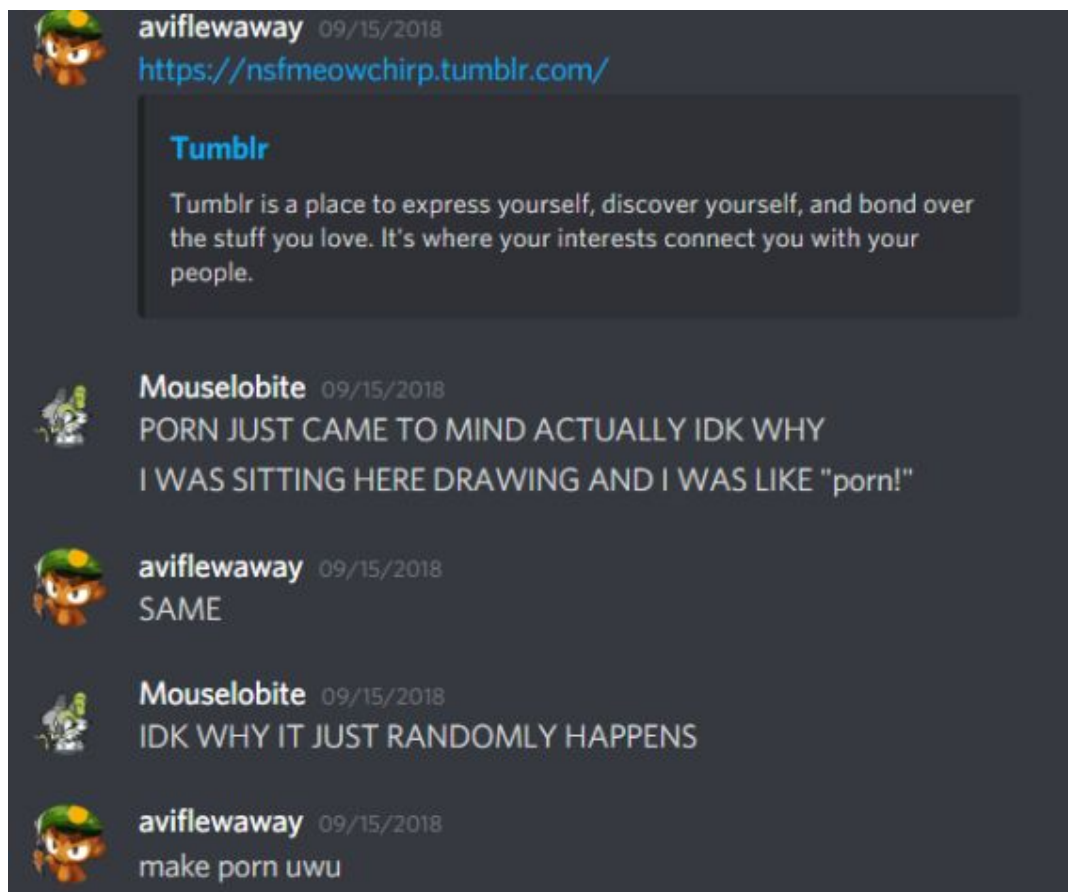 aviflewaway 09/15/2018
https://nsfmeowchirp.tumblr.com/
Tumblr
Tumblr is a place to express yourself, discover yourself, and bond over
the stuff you love. It's where your interests connect you with your
people.
Mouselobite 09/15/2018
PORN JUST CAME TO MIND ACTUALLY IDK WHY
I WAS SITTING HERE DRAWING AND I WAS LIKE "porn!"
aviflewaway 09/15/2018
SAME
Mouselobite 09/15/2018
IDK WHY IT JUST RANDOMLY HAPPENS
aviflewaway 09/15/2018
make porn uwu